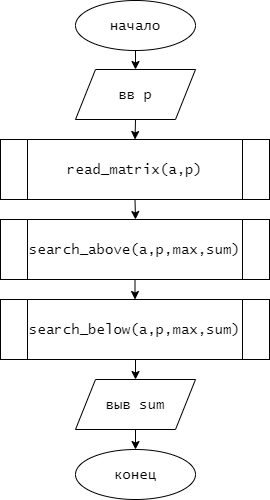 начало
вв p
read_matrix(a,p)
search_above(a,p,max,sum)
search_below(a,p,max,sum)
выв sum
конец